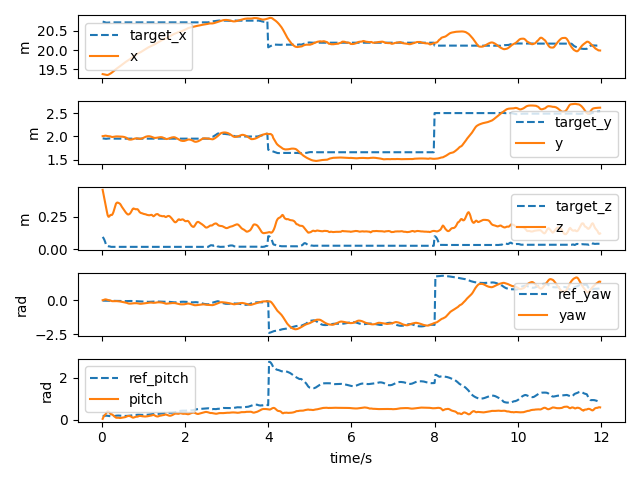 20.5
20.0
19.5
m
target_x
x
2.5
2.0
1.5
m
target_y
y
0.25
0.00
m
target_z
z
0.0
−2.5
rad
ref_yaw
yaw
2
0
rad
ref_pitch
pitch
0
2
4
6
8
10
12
time/s